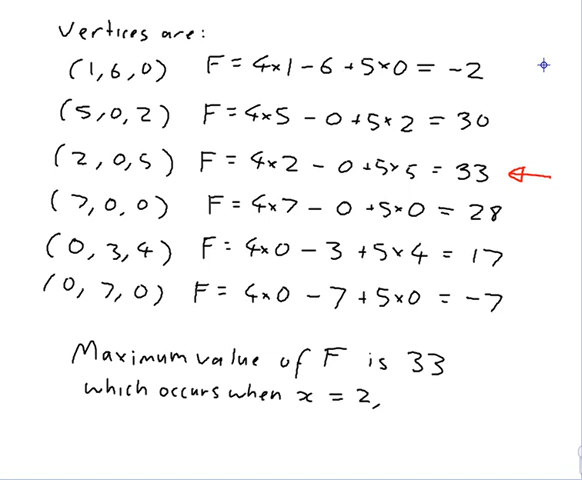 Vertices are:
(1, 6, 0) F = 4×1 - 6 + 5×0 = -2
(5, 0, 2) F = 4×5 - 0 + 5×2 = 30
(2, 0, 5) F = 4×2 - 0 + 5×5 = 33
(7, 0, 0) F = 4×7 - 0 + 5×0 = 28
(0, 3, 4) F = 4×0 - 3 + 5×4 = 17
(0, 7, 0) F = 4×0 - 7 + 5×0 = -7
Maximum value of F is 33
which occurs when x = 2,